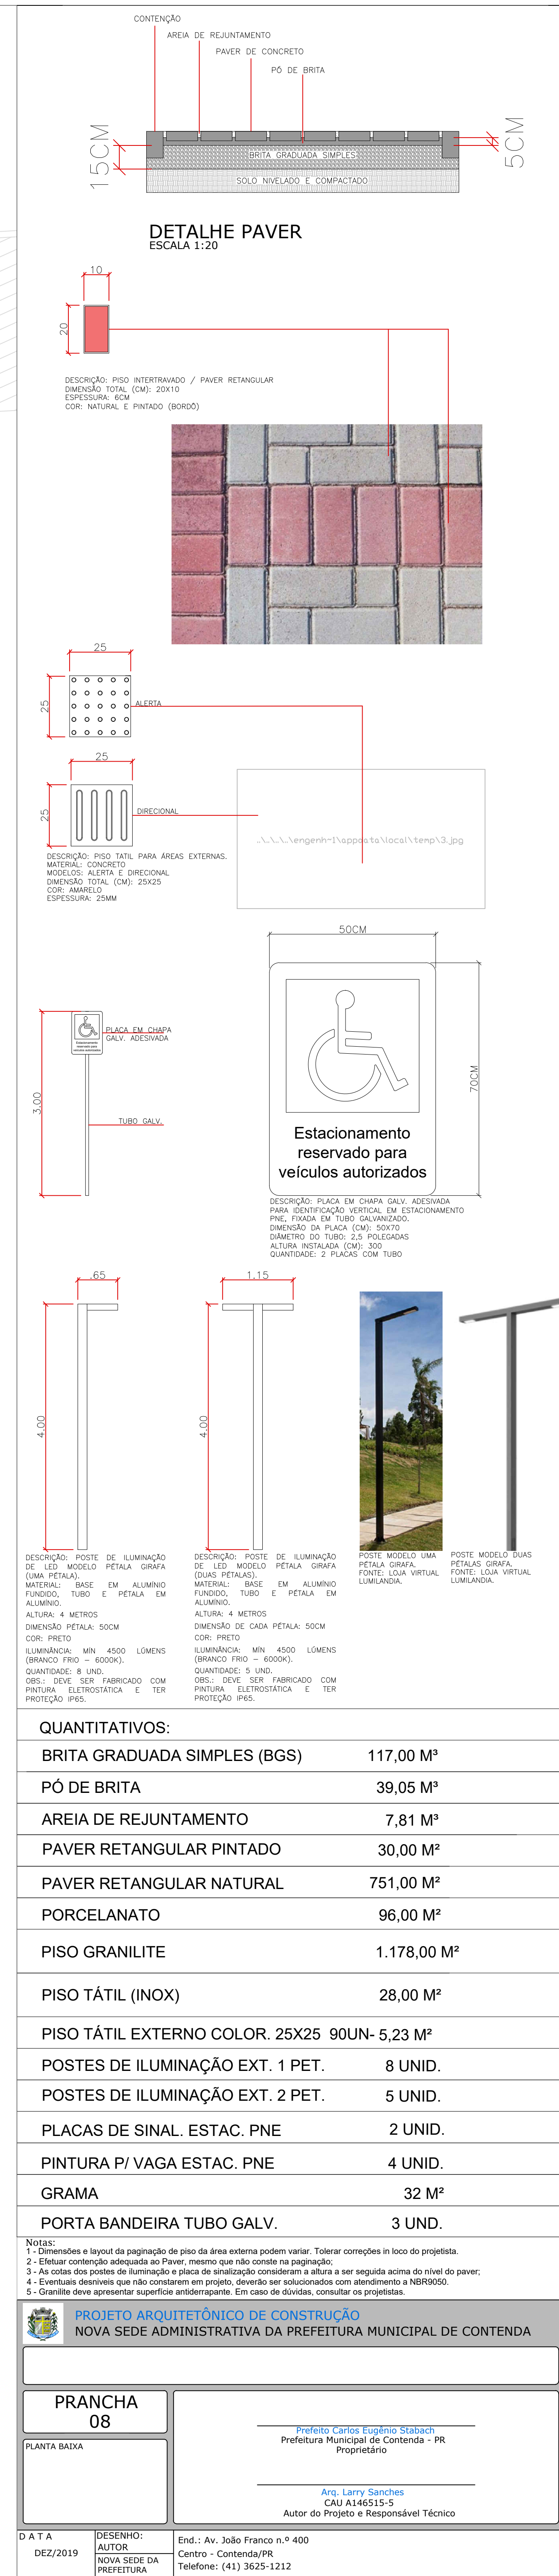 CONTENÇÃO
AREIA DE REJUNTAMENTO
PAVER DE CONCRETO
PÓ DE BRITA
15CM
5CM
BRITA GRADUADA SIMPLES
SOLO NIVELADO E COMPACTADO
DETALHE PAVER
ESCALA 1:20
10
20
DESCRIÇÃO: PISO INTERTRAVADO / PAVER RETANGULAR
DIMENSÃO TOTAL (CM): 20X10
ESPESSURA: 6CM
COR: NATURAL E PINTADO (BORDÔ)
25
25
ALERTA
25
25
DIRECIONAL
..\..\..\..\engenh~1\appdata\local\temp\3.jpg
DESCRIÇÃO: PISO TATIL PARA ÁREAS EXTERNAS.
MATERIAL: CONCRETO
MODELOS: ALERTA E DIRECIONAL
DIMENSÃO TOTAL (CM): 25X25
COR: AMARELO
ESPESSURA: 25MM
50CM
70CM
3.00
Estacionamento
reservado para
veículos autorizados
PLACA EM CHAPA
GALV. ADESIVADA
TUBO GALV.
Estacionamento
reservado para
veículos autorizados
DESCRIÇÃO: PLACA EM CHAPA GALV. ADESIVADA
PARA IDENTIFICAÇÃO VERTICAL EM ESTACIONAMENTO
PNE, FIXADA EM TUBO GALVANIZADO.
DIMENSÃO DA PLACA (CM): 50X70
DIÂMETRO DO TUBO: 2,5 POLEGADAS
ALTURA INSTALADA (CM): 300
QUANTIDADE: 2 PLACAS COM TUBO
.65
4.00
1.15
4.00
DESCRIÇÃO: POSTE DE ILUMINAÇÃO
DE LED MODELO PÉTALA GIRAFA
(UMA PÉTALA).
MATERIAL: BASE EM ALUMÍNIO
FUNDIDO, TUBO E PÉTALA EM
ALUMÍNIO.
ALTURA: 4 METROS
DIMENSÃO PÉTALA: 50CM
COR: PRETO
ILUMINÂNCIA: MÍN 4500 LÚMENS
(BRANCO FRIO – 6000K).
QUANTIDADE: 8 UND.
OBS.: DEVE SER FABRICADO COM
PINTURA ELETROSTÁTICA E TER
PROTEÇÃO IP65.
DESCRIÇÃO: POSTE DE ILUMINAÇÃO
DE LED MODELO PÉTALA GIRAFA
(DUAS PÉTALAS).
MATERIAL: BASE EM ALUMÍNIO
FUNDIDO, TUBO E PÉTALA EM
ALUMÍNIO.
ALTURA: 4 METROS
DIMENSÃO DE CADA PÉTALA: 50CM
COR: PRETO
ILUMINÂNCIA: MÍN 4500 LÚMENS
(BRANCO FRIO – 6000K).
QUANTIDADE: 5 UND.
OBS.: DEVE SER FABRICADO COM
PINTURA ELETROSTÁTICA E TER
PROTEÇÃO IP65.
POSTE MODELO UMA
PÉTALA GIRAFA.
FONTE: LOJA VIRTUAL
LUMILANDIA.
POSTE MODELO DUAS
PÉTALAS GIRAFA.
FONTE: LOJA VIRTUAL
LUMILANDIA.
QUANTITATIVOS:
BRITA GRADUADA SIMPLES (BGS) 117,00 M³
PÓ DE BRITA 39,05 M³
AREIA DE REJUNTAMENTO 7,81 M³
PAVER RETANGULAR PINTADO 30,00 M²
PAVER RETANGULAR NATURAL 751,00 M²
PORCELANATO 96,00 M²
PISO GRANILITE 1.178,00 M²
PISO TÁTIL (INOX) 28,00 M²
PISO TÁTIL EXTERNO COLOR. 25X25 90UN- 5,23 M²
POSTES DE ILUMINAÇÃO EXT. 1 PET. 8 UNID.
POSTES DE ILUMINAÇÃO EXT. 2 PET. 5 UNID.
PLACAS DE SINAL. ESTAC. PNE 2 UNID.
PINTURA P/ VAGA ESTAC. PNE 4 UNID.
GRAMA 32 M²
PORTA BANDEIRA TUBO GALV. 3 UND.
Notas:
1 - Dimensões e layout da paginação de piso da área externa podem variar. Tolerar correções in loco do projetista.
2 - Efetuar contenção adequada ao Paver, mesmo que não conste na paginação;
3 - As cotas dos postes de iluminação e placa de sinalização consideram a altura a ser seguida acima do nível do paver;
4 - Eventuais desníveis que não constarem em projeto, deverão ser solucionados com atendimento a NBR9050.
5 - Granilite deve apresentar superfície antiderrapante. Em caso de dúvidas, consultar os projetistas.
PROJETO ARQUITETÔNICO DE CONSTRUÇÃO
NOVA SEDE ADMINISTRATIVA DA PREFEITURA MUNICIPAL DE CONTENDA
PRANCHA
08
PLANTA BAIXA
Prefeito Carlos Eugênio Stabach
Prefeitura Municipal de Contenda - PR
Proprietário
Arq. Larry Sanches
CAU A146515-5
Autor do Projeto e Responsável Técnico
DATA
DEZ/2019
DESENHO:
AUTOR
NOVA SEDE DA
PREFEITURA
End.: Av. João Franco n.º 400
Centro - Contenda/PR
Telefone: (41) 3625-1212